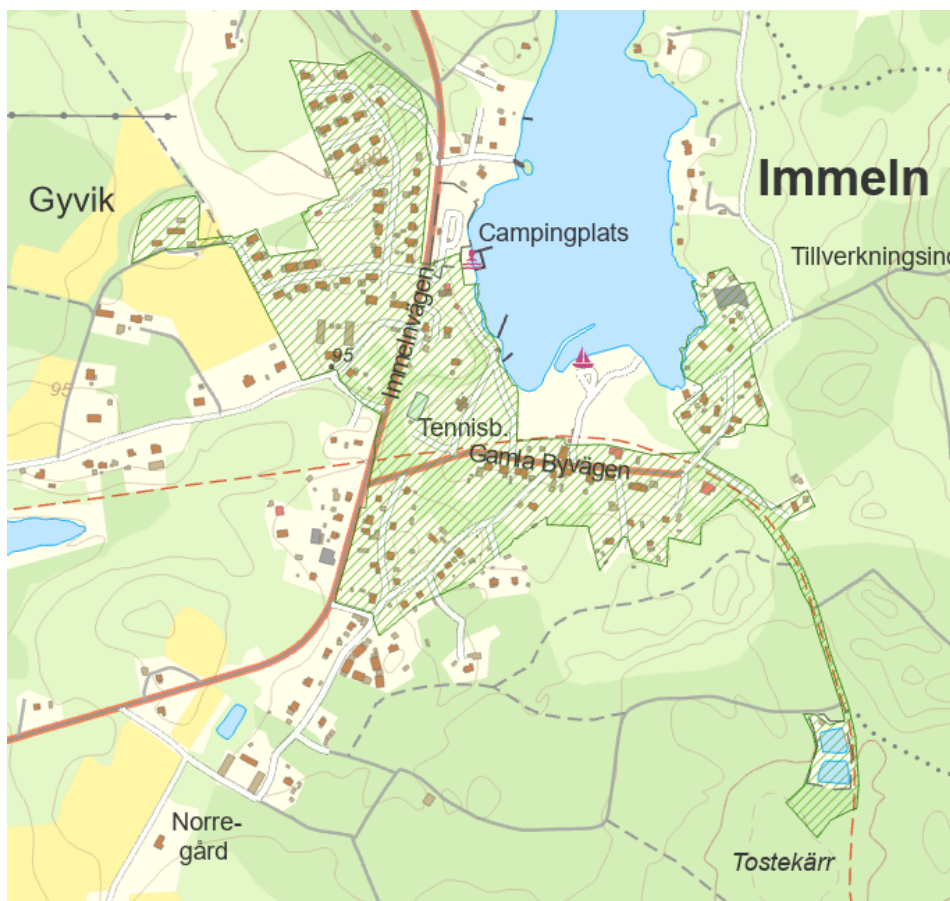 Immeln
Gyvik
Campingplats
Tillverkningsind
Immelnvägen
95
95
Tennisb.
Gamla Byvägen
Norre-
gård
Tostekärr